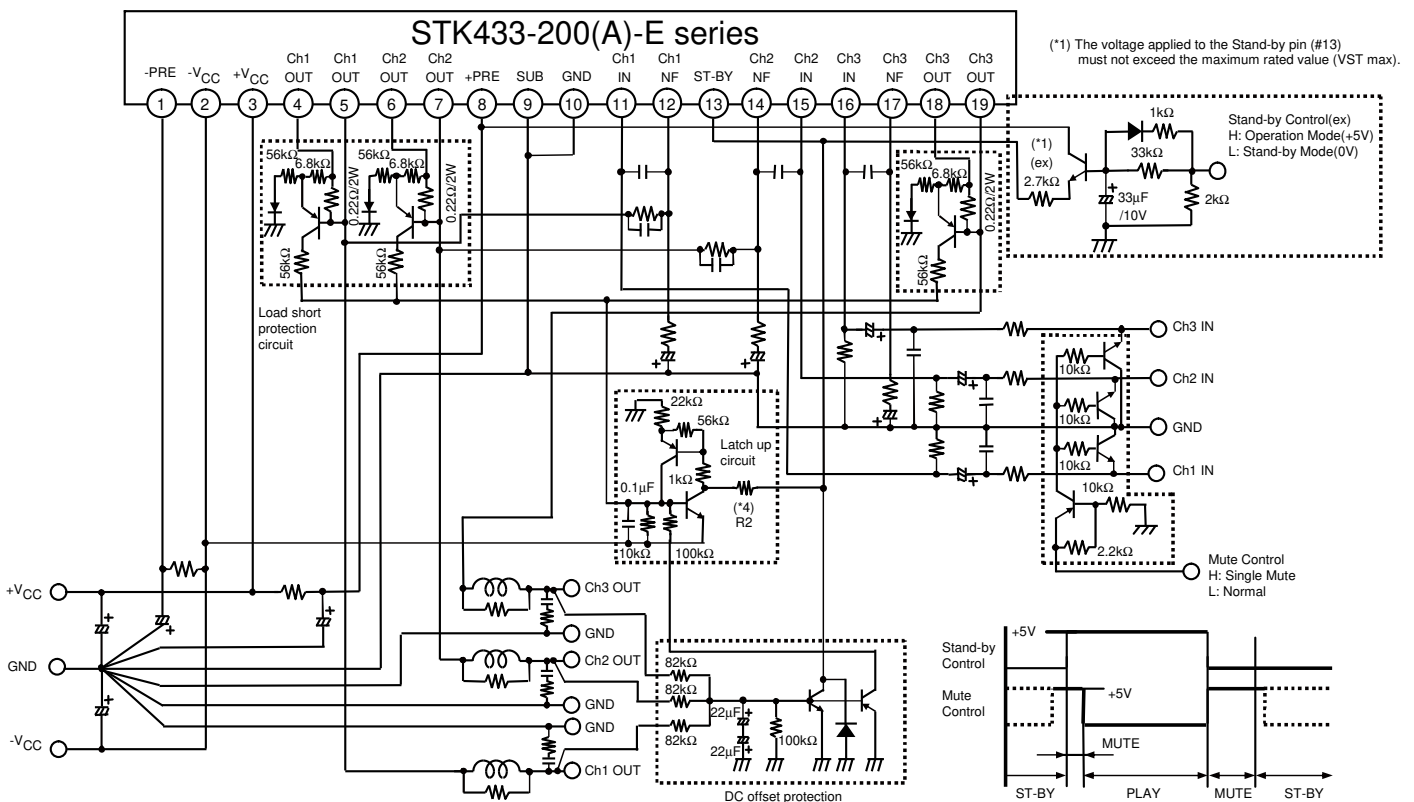 STK433-200(A)-E series
(*1) The voltage applied to the Stand-by pin (#13)
must not exceed the maximum rated value (VST max).
-PRE
-VCC
+VCC
Ch1 OUT
Ch1 OUT
Ch2 OUT
Ch2 OUT
+PRE
SUB
GND
Ch1 IN
Ch1 NF
ST-BY
Ch2 NF
Ch2 IN
Ch3 IN
Ch3 NF
Ch3 OUT
Ch3 OUT
1 2 3 4 5 6 7 8 9 10 11 12 13 14 15 16 17 18 19
56kΩ
6.8kΩ
0.22Ω/2W
56kΩ
56kΩ
6.8kΩ
0.22Ω/2W
56kΩ
Load short
protection
circuit
56kΩ
6.8kΩ
0.22Ω/2W
56kΩ
(*1)
(ex)
2.7kΩ
1kΩ
33kΩ
33µF
/10V
2kΩ
Stand-by Control(ex)
H: Operation Mode(+5V)
L: Stand-by Mode(0V)
Ch3 IN
Ch2 IN
GND
Ch1 IN
10kΩ
10kΩ
10kΩ
10kΩ
2.2kΩ
Mute Control
H: Single Mute
L: Normal
22kΩ
56kΩ
Latch up
circuit
0.1µF
1kΩ
(*4)
R2
10kΩ
100kΩ
+VCC
GND
-VCC
Ch3 OUT
GND
Ch2 OUT
GND
GND
Ch1 OUT
82kΩ
82kΩ
82kΩ
22µF
22µF
100kΩ
DC offset protection
Stand-by
Control
+5V
Mute
Control
+5V
MUTE
ST-BY
PLAY
MUTE
ST-BY